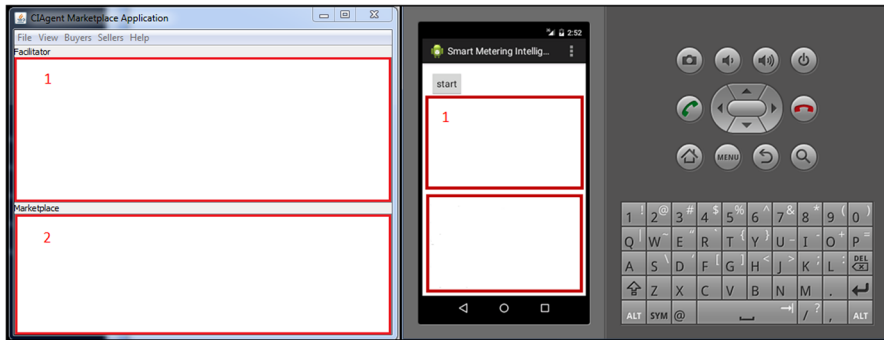 CIAgent Marketplace Application
File View Buyers Sellers Help
Facilitator
1
Marketplace
2
2:52
Smart Metering Intellig...
start
1
MENU
1 ! 2 @ 3 # 4 $ 5 % 6 ^ 7 & 8 * 9 ( 0 )
Q | W ~ E " R ` T { Y } U _ I - O + P =
A S \ D ' F [ G ] H < J > K ; L : DEL
Z X C V B N M .
ALT SYM @ / ? , ALT